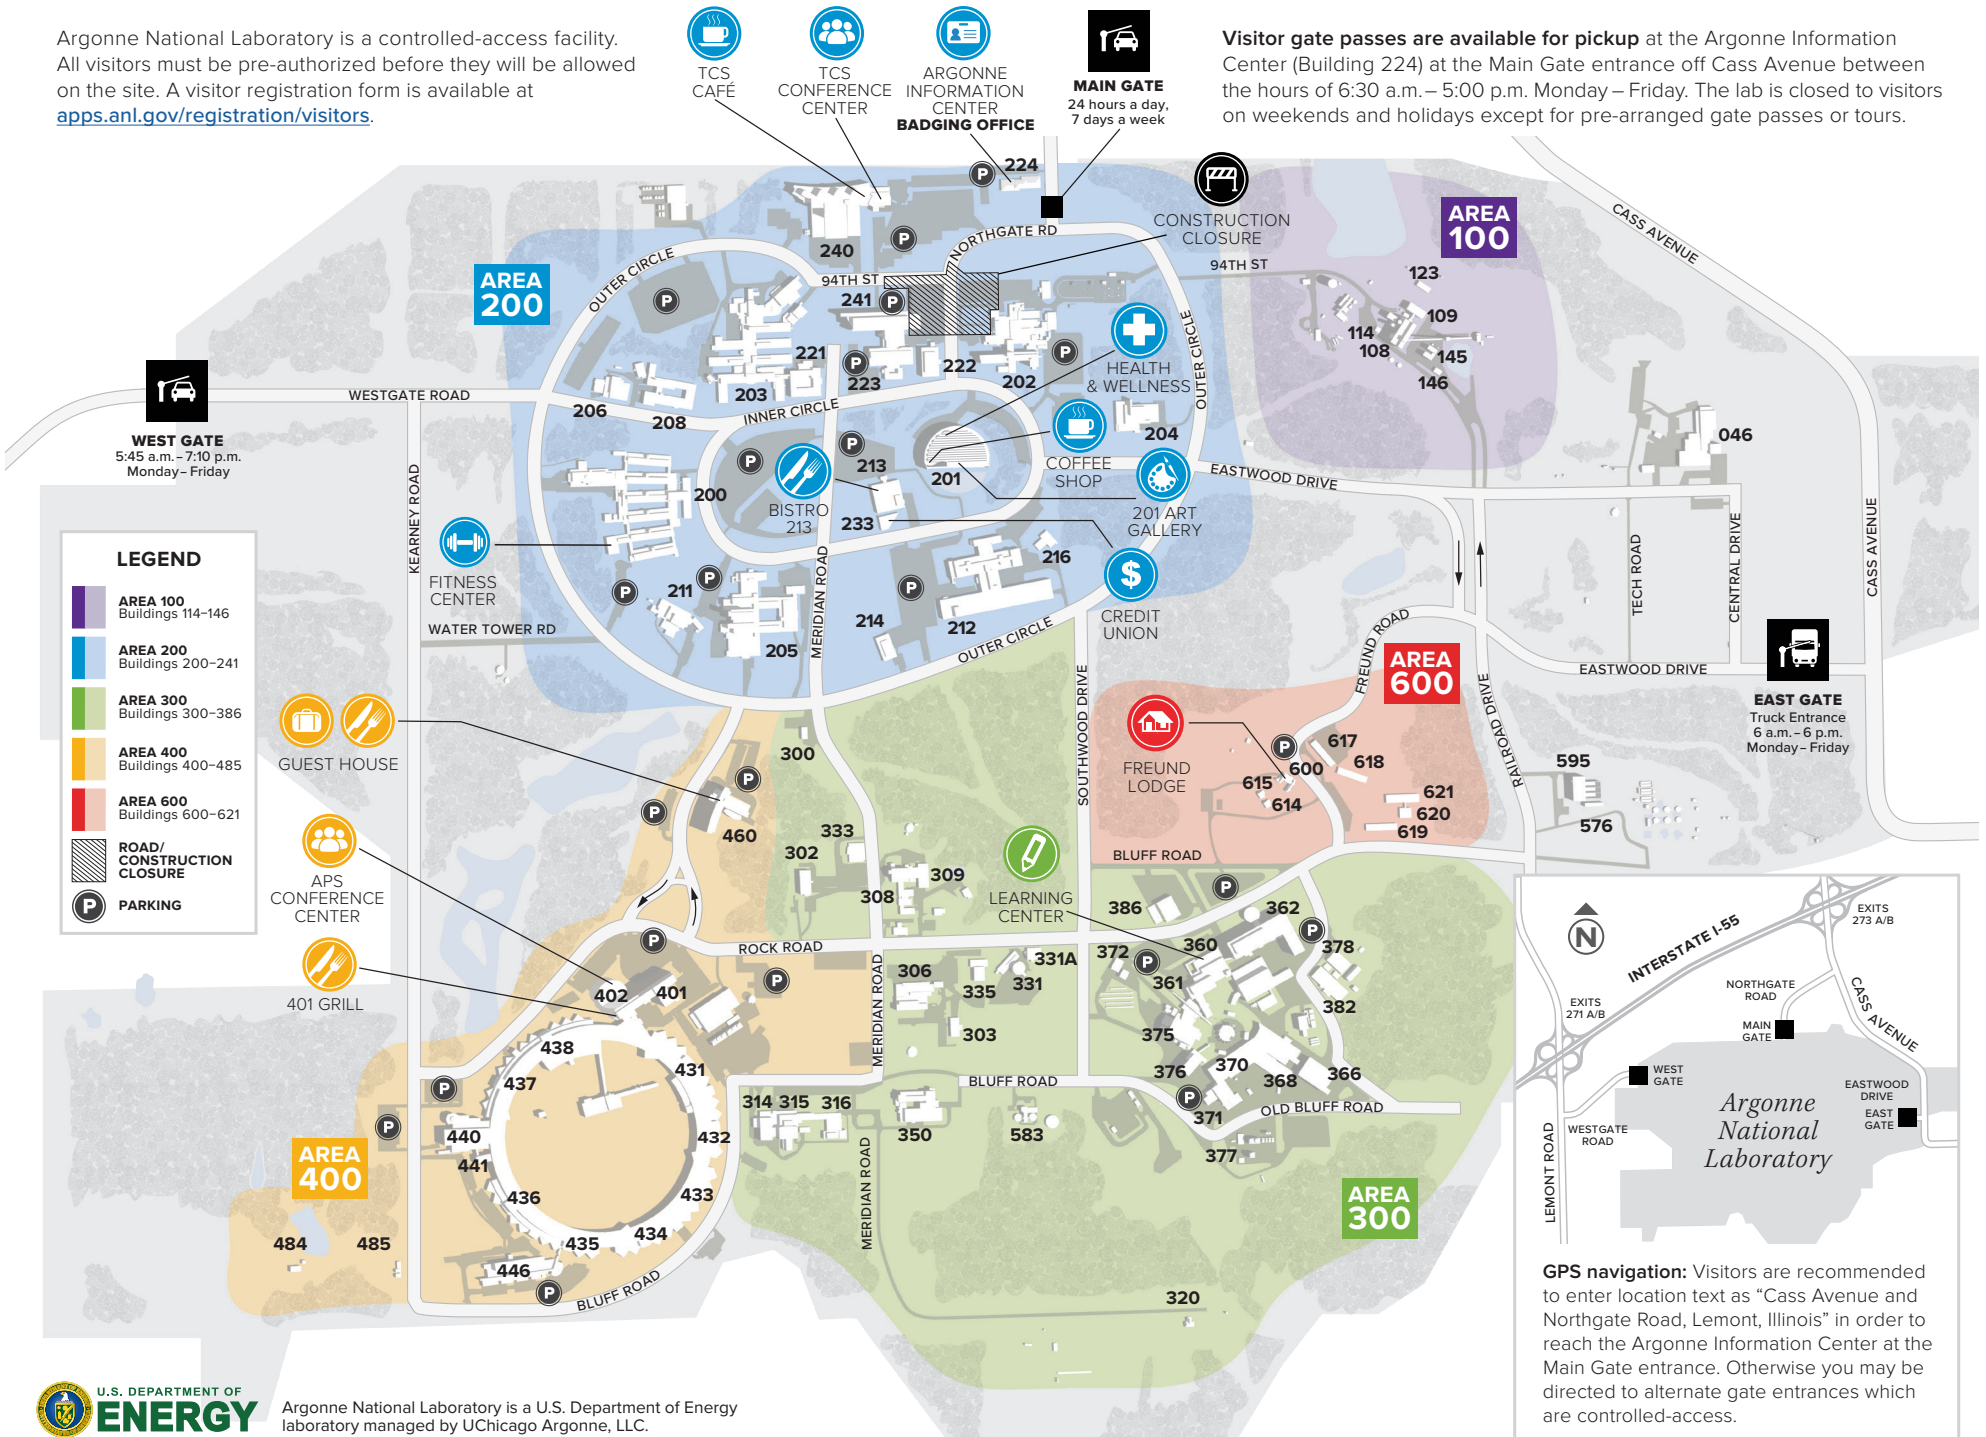 Argonne National Laboratory is a controlled-access facility.
All visitors must be pre-authorized before they will be allowed
on the site. A visitor registration form is available at
apps.anl.gov/registration/visitors.
TCS
CAFÉ
TCS
CONFERENCE
CENTER
ARGONNE
INFORMATION
CENTER
BADGING OFFICE
MAIN GATE
24 hours a day,
7 days a week
Visitor gate passes are available for pickup at the Argonne Information
Center (Building 224) at the Main Gate entrance off Cass Avenue between
the hours of 6:30 a.m. – 5:00 p.m. Monday – Friday. The lab is closed to visitors
on weekends and holidays except for pre-arranged gate passes or tours.
P
224
CONSTRUCTION
CLOSURE
AREA
100
CASS AVENUE
240
P
NORTHGATE RD
94TH ST
AREA
200
OUTER CIRCLE
P
94TH ST
241
P
123
109
114
108
145
146
221
P
223
222
202
P
HEALTH
& WELLNESS
OUTER CIRCLE
WEST GATE
5:45 a.m. – 7:10 p.m.
Monday – Friday
WESTGATE ROAD
206
208
203
INNER CIRCLE
204
046
P
P
213
201
COFFEE
SHOP
EASTWOOD DRIVE
KEARNEY ROAD
200
BISTRO
213
233
201 ART
GALLERY
CASS AVENUE
TECH ROAD
CENTRAL DRIVE
FITNESS
CENTER
216
P
211
P
P
MERIDIAN ROAD
$
CREDIT
UNION
WATER TOWER RD
205
214
212
OUTER CIRCLE
LEGEND
AREA 100
Buildings 114–146
AREA 200
Buildings 200–241
AREA 300
Buildings 300–386
AREA 400
Buildings 400–485
AREA 600
Buildings 600–621
ROAD/
CONSTRUCTION
CLOSURE
P
PARKING
FREUND ROAD
AREA
600
EASTWOOD DRIVE
EAST GATE
Truck Entrance
6 a.m. – 6 p.m.
Monday – Friday
SOUTHWOOD DRIVE
RAILROAD DRIVE
GUEST HOUSE
300
P
P
460
FREUND
LODGE
P
617
600
618
615
614
621
620
619
595
576
APS
CONFERENCE
CENTER
333
302
309
308
LEARNING
CENTER
BLUFF ROAD
P
386
362
P
378
401 GRILL
P
ROCK ROAD
P
402
401
MERIDIAN ROAD
306
335
331A
331
303
372
P
360
361
382
375
376
370
368
366
P
371
OLD BLUFF ROAD
377
438
437
431
P
P
440
441
432
436
433
434
435
446
P
BLUFF ROAD
314
315
316
BLUFF ROAD
350
583
MERIDIAN ROAD
320
AREA
400
484
485
AREA
300
N
INTERSTATE I-55
EXITS
273 A/B
NORTHGATE
ROAD
MAIN
GATE
CASS AVENUE
EXITS
271 A/B
WEST
GATE
WESTGATE
ROAD
LEMONT ROAD
EASTWOOD
DRIVE
EAST
GATE
Argonne
National
Laboratory
GPS navigation: Visitors are recommended
to enter location text as “Cass Avenue and
Northgate Road, Lemont, Illinois” in order to
reach the Argonne Information Center at the
Main Gate entrance. Otherwise you may be
directed to alternate gate entrances which
are controlled-access.
U.S. DEPARTMENT OF
ENERGY
Argonne National Laboratory is a U.S. Department of Energy
laboratory managed by UChicago Argonne, LLC.